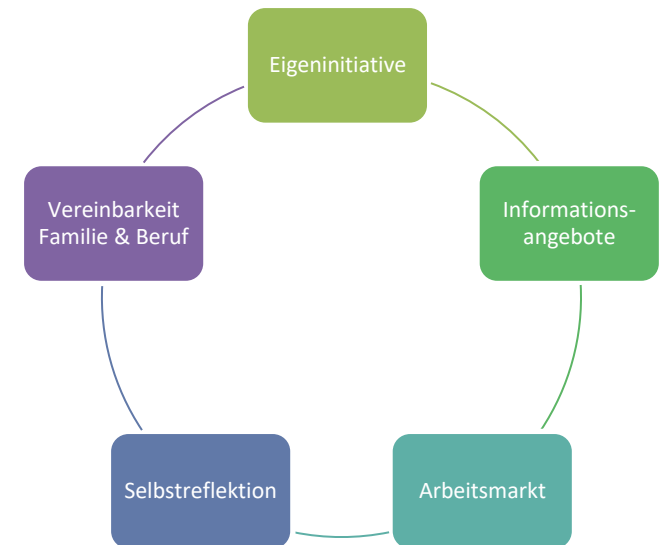 Eigeninitiative
Informations-
angebote
Arbeitsmarkt
Selbstreflektion
Vereinbarkeit
Familie & Beruf